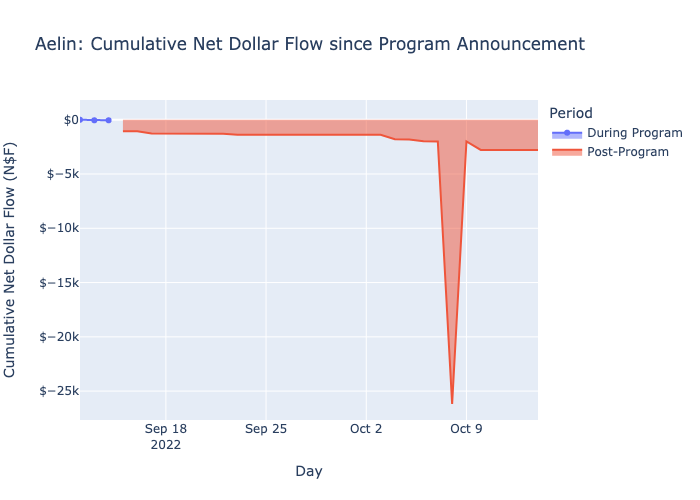 Aelin: Cumulative Net Dollar Flow since Program Announcement
Cumulative Net Dollar Flow (N$F)
$0
$−5k
$−10k
$−15k
$−20k
$−25k
Sep 18
2022
Sep 25
Oct 2
Oct 9
Day
Period
During Program
Post-Program